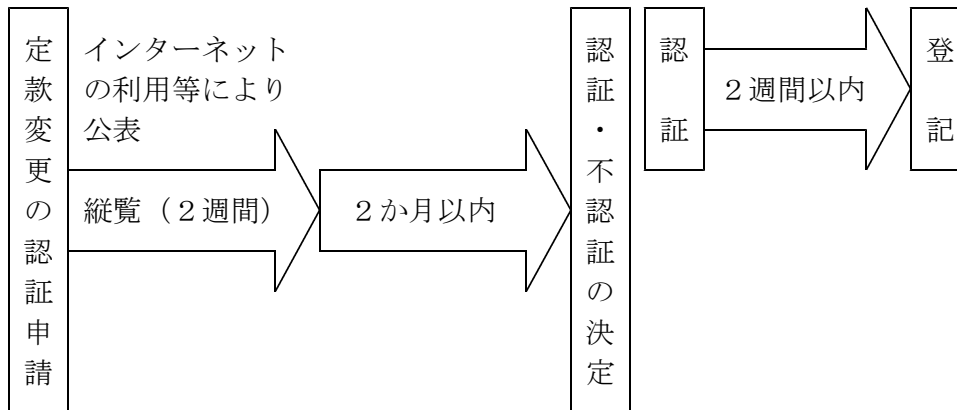 定款変更の認証申請
インターネット
の利用等により
公表
縦覧（２週間）
２か月以内
認証・不認証の決定
認証
２週間以内
登記